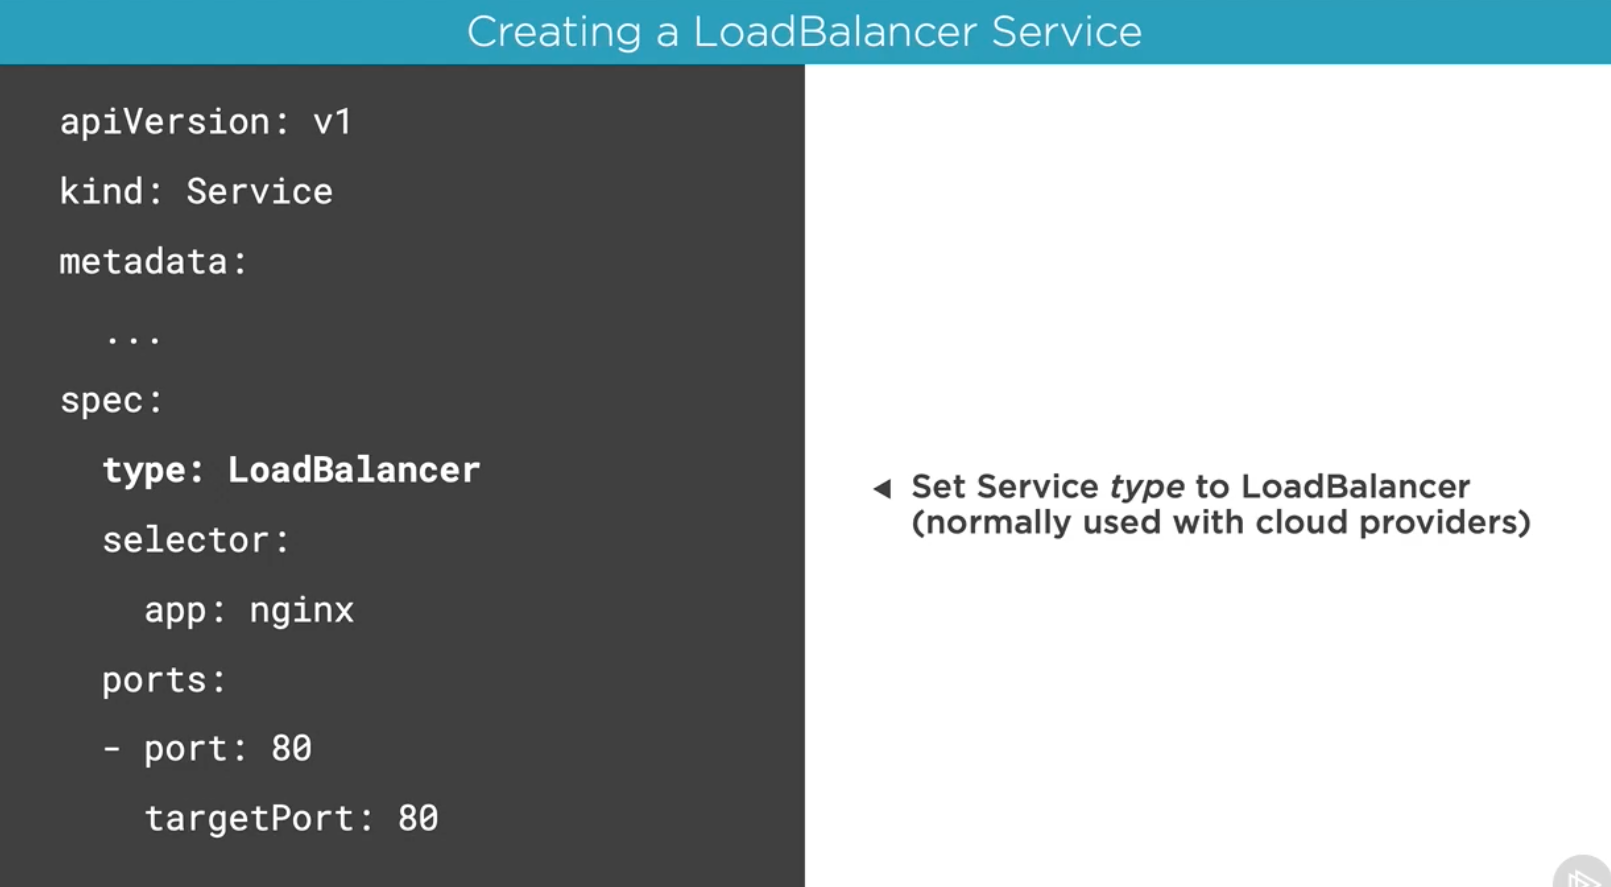 Creating a LoadBalancer Service
apiVersion: v1
kind: Service
metadata:
  ...
spec:
  type: LoadBalancer
  selector:
    app: nginx
  ports:
  - port: 80
    targetPort: 80
◄ Set Service type to LoadBalancer
(normally used with cloud providers)